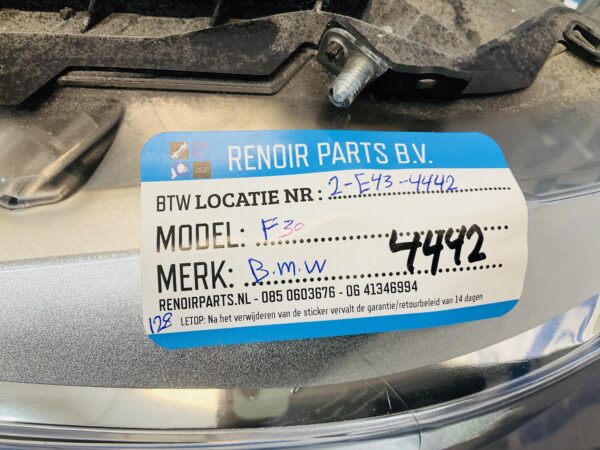 RENOIR PARTS B.V.
BTW LOCATIE NR : 2-E43-4442
MODEL: F30
MERK: B.M.W 4442
RENOIRPARTS.NL - 085 0603676 - 06 41346994
128 LETOP: Na het verwijderen van de sticker vervalt de garantie/retourbeleid van 14 dagen